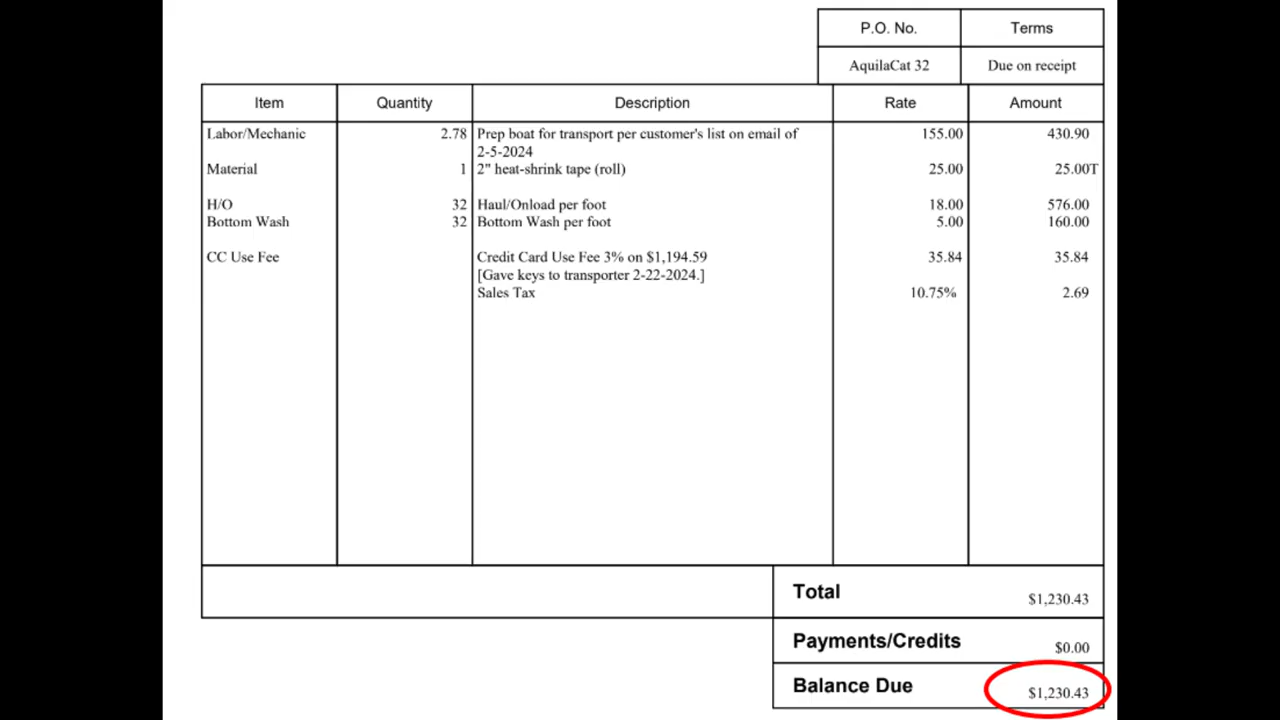 P.O. No. Terms
AquilaCat 32 Due on receipt
Item Quantity Description Rate Amount
Labor/Mechanic 2.78 Prep boat for transport per customer's list on email of 155.00 430.90
2-5-2024
Material 1 2" heat-shrink tape (roll) 25.00 25.00T
H/O 32 Haul/Onload per foot 18.00 576.00
Bottom Wash 32 Bottom Wash per foot 5.00 160.00
CC Use Fee Credit Card Use Fee 3% on $1,194.59 35.84 35.84
[Gave keys to transporter 2-22-2024.]
Sales Tax 10.75% 2.69
Total $1,230.43
Payments/Credits $0.00
Balance Due $1,230.43